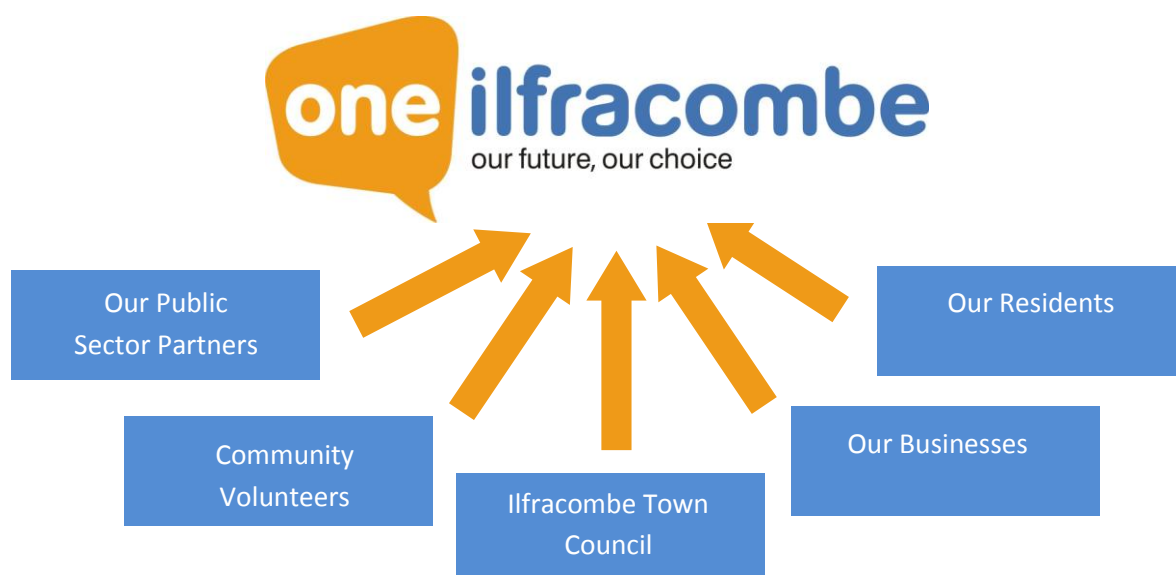 one ilfracombe
our future, our choice
Our Public
Sector Partners
Community
Volunteers
Ilfracombe Town
Council
Our Businesses
Our Residents